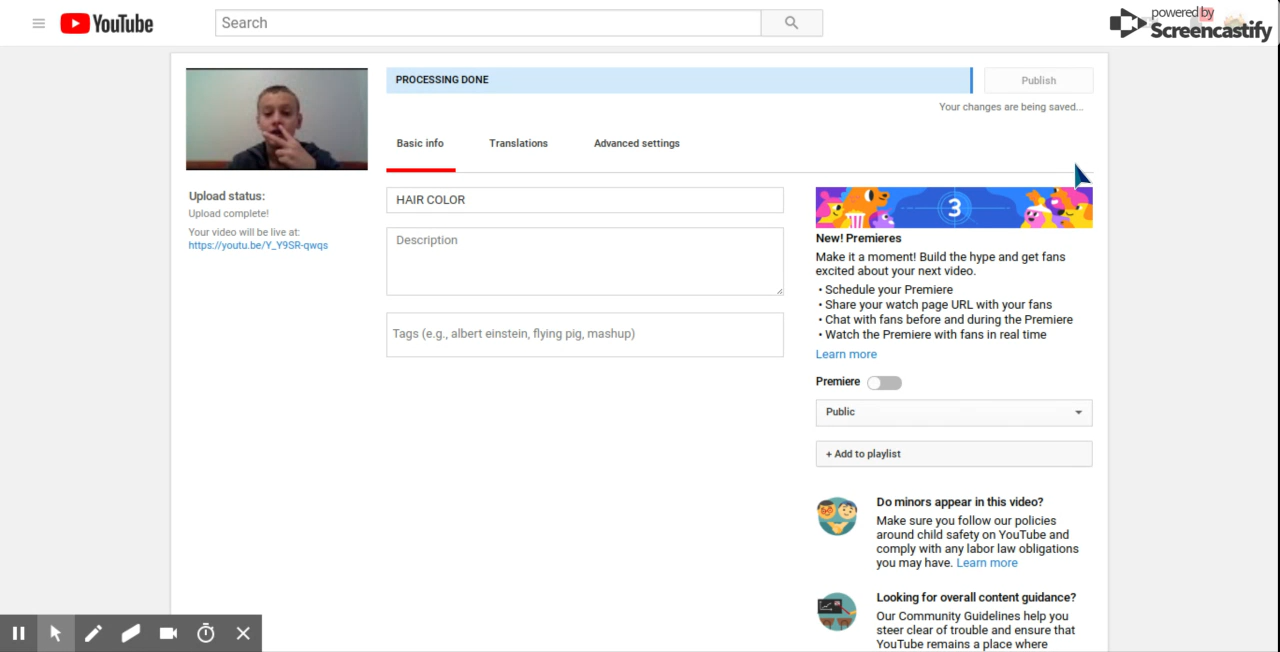 YouTube
Search
powered by
Screencastify
PROCESSING DONE
Publish
Your changes are being saved...
Basic info
Translations
Advanced settings
Upload status:
Upload complete!
Your video will be live at:
https://youtu.be/Y_Y9SR-qwqs
HAIR COLOR
Description
Tags (e.g., albert einstein, flying pig, mashup)
3
New! Premieres
Make it a moment! Build the hype and get fans
excited about your next video.
• Schedule your Premiere
• Share your watch page URL with your fans
• Chat with fans before and during the Premiere
• Watch the Premiere with fans in real time
Learn more
Premiere
Public
+ Add to playlist
Do minors appear in this video?
Make sure you follow our policies
around child safety on YouTube and
comply with any labor law obligations
you may have. Learn more
Looking for overall content guidance?
Our Community Guidelines help you
steer clear of trouble and ensure that
YouTube remains a place where